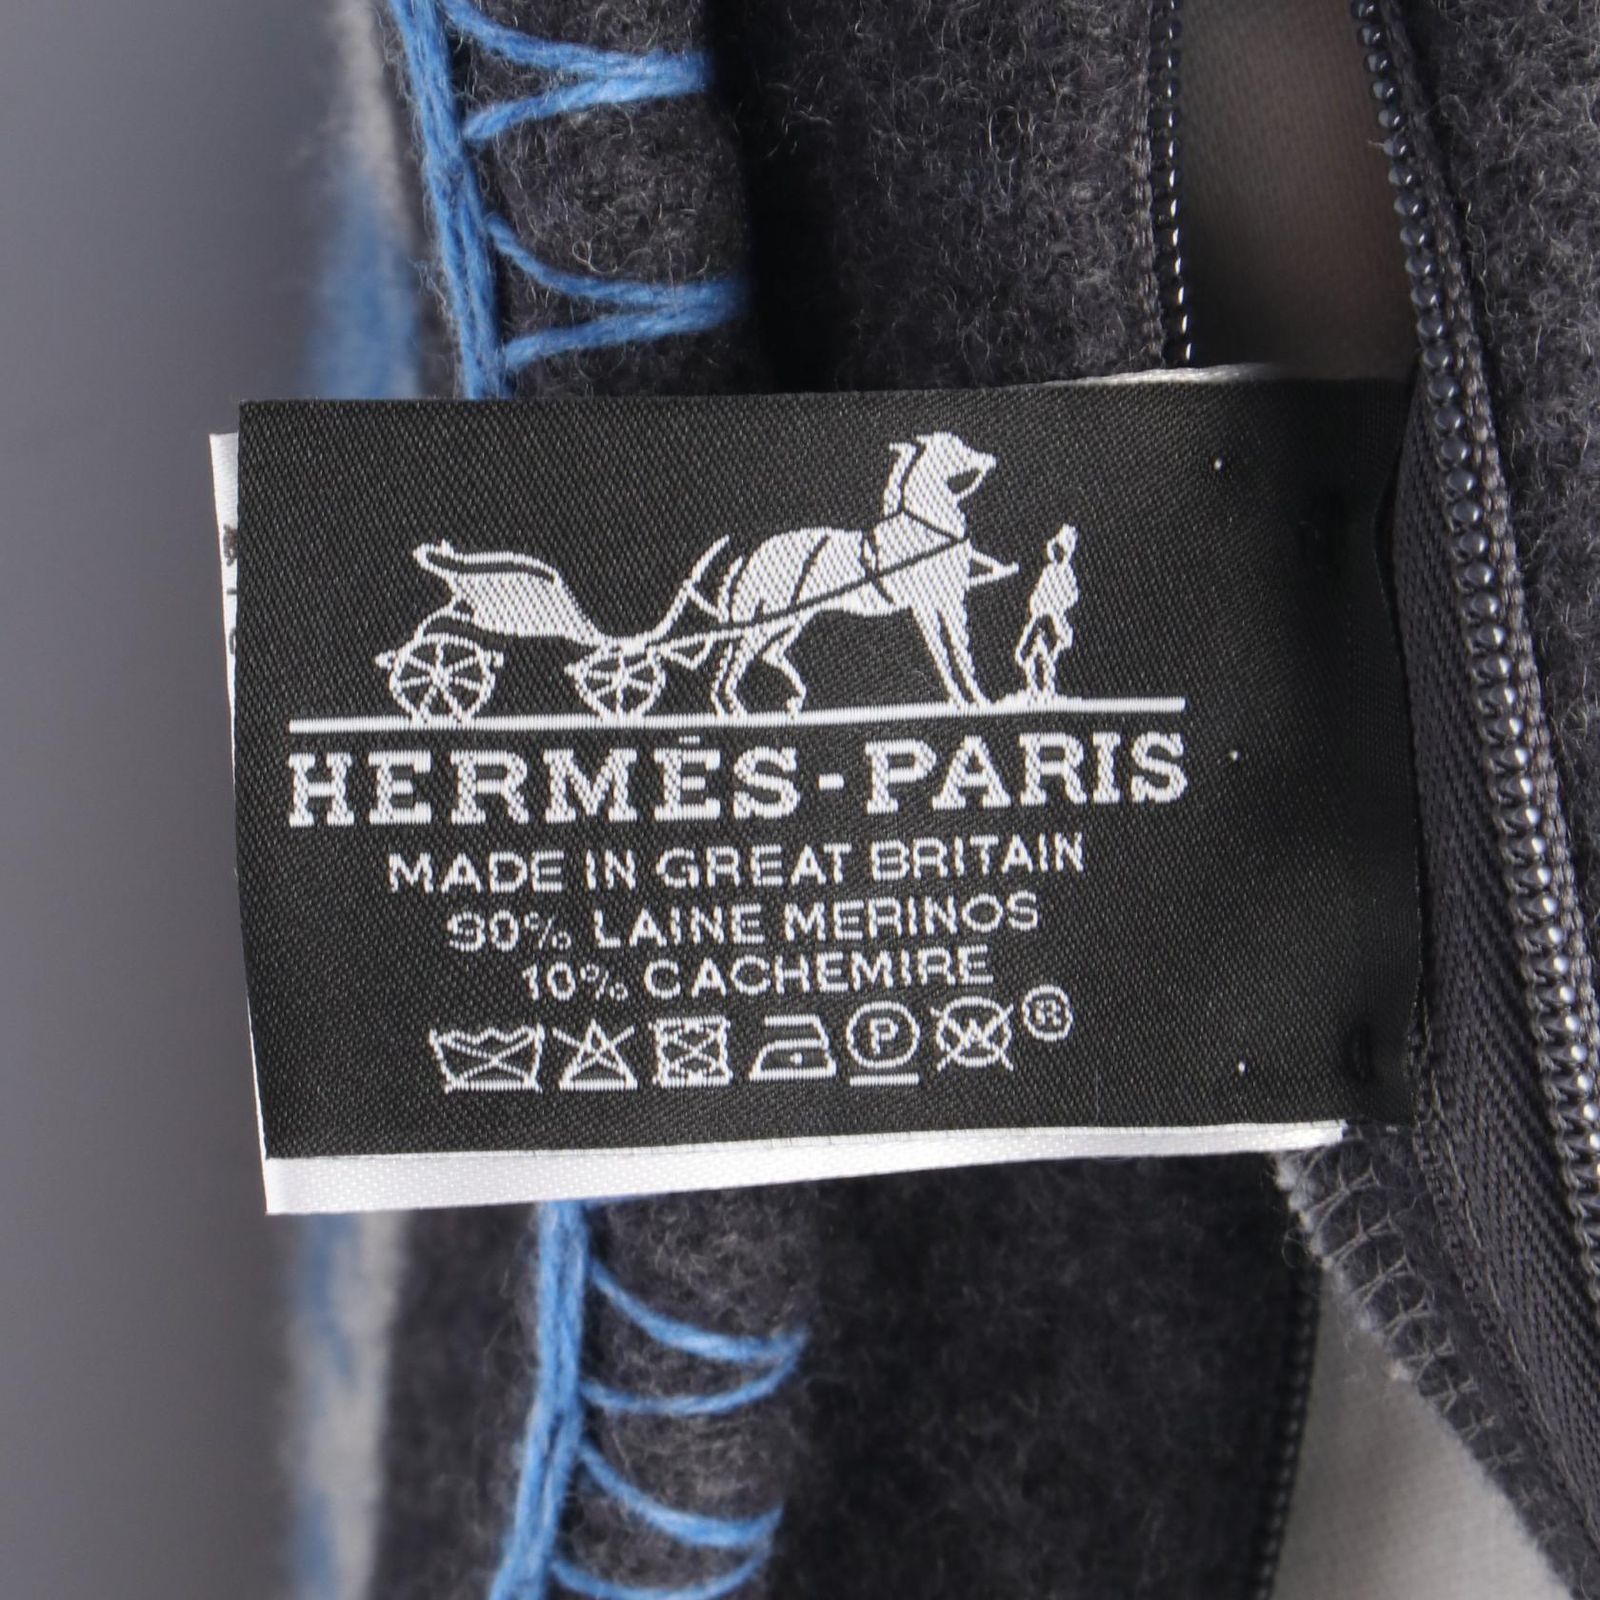 HERMÈS-PARIS
MADE IN GREAT BRITAIN
90% LAINE MERINOS
10% CACHEMIRE
P W ®